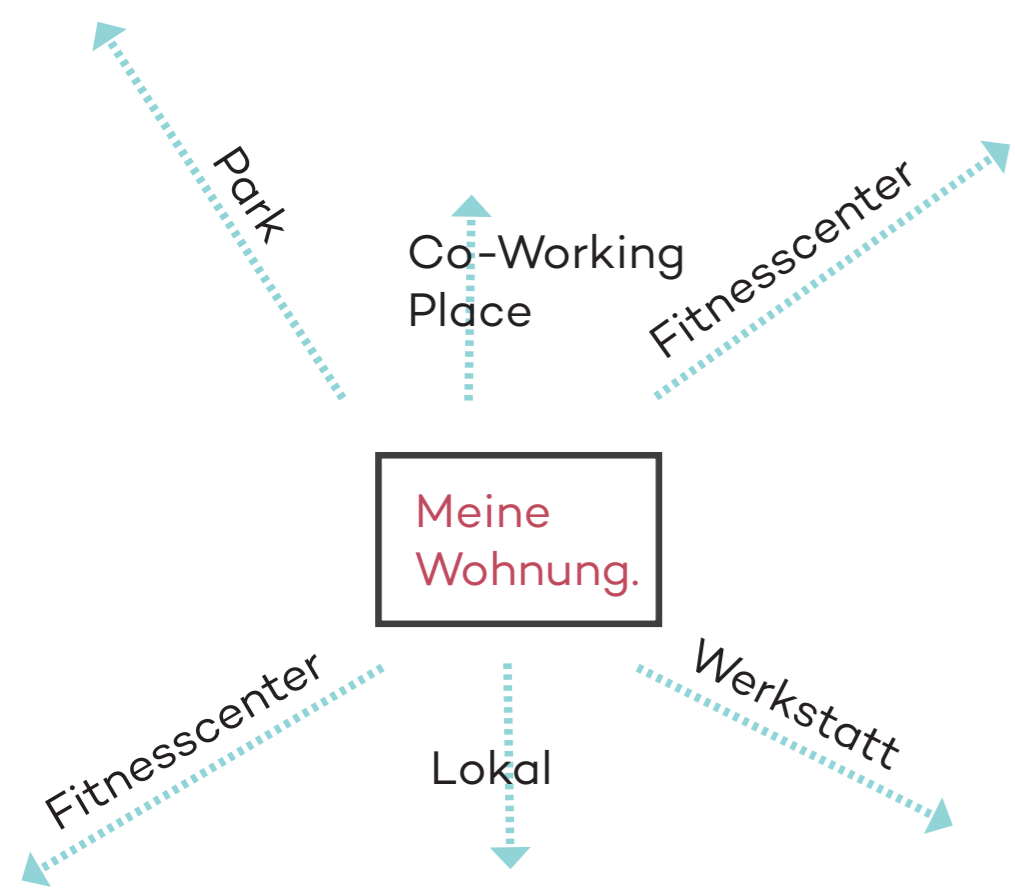 Park
Co-Working
Place
Fitnesscenter
Meine
Wohnung.
Fitnesscenter
Lokal
Werkstatt